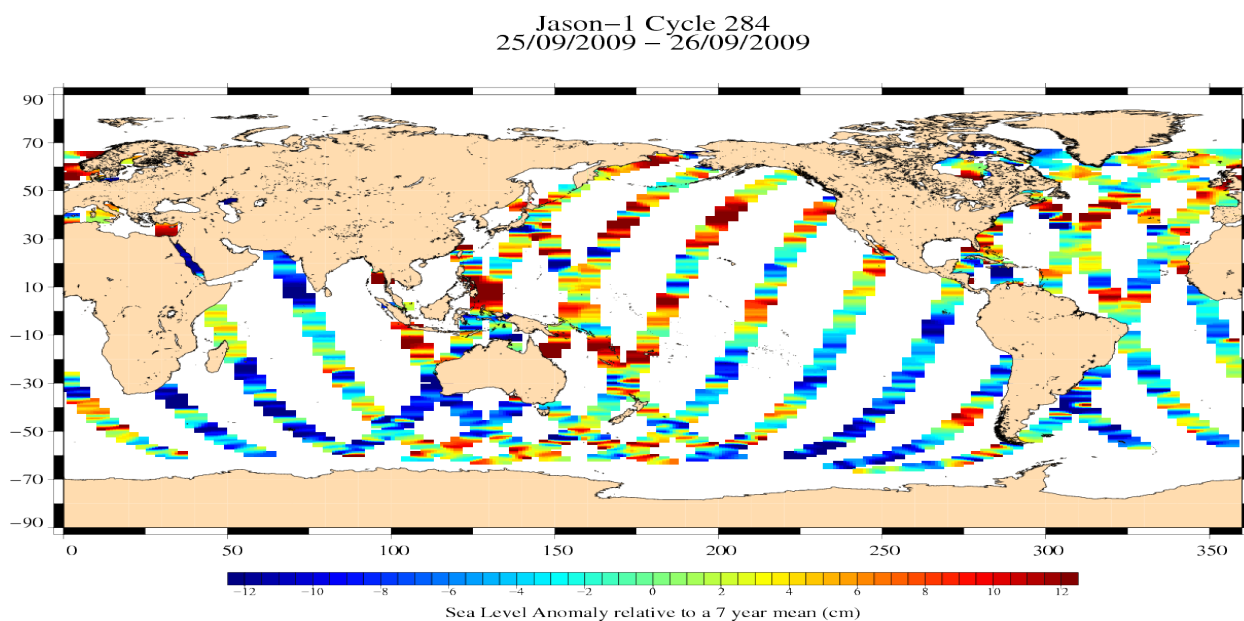 Jason−1 Cycle 284
25/09/2009 − 26/09/2009
90
70
50
30
10
−10
−30
−50
−70
−90
0 50 100 150 200 250 300 350
−12 −10 −8 −6 −4 −2 0 2 4 6 8 10 12
Sea Level Anomaly relative to a 7 year mean (cm)